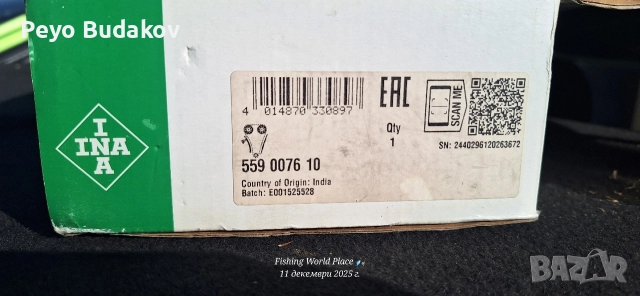 Peyo Budakov
INA
INA
4 014870 330897
EAC
SCAN ME
Qty
1
SN: 2440296120263672
559 0076 10
Country of Origin: India
Batch: E001525528
Fishing World Place
11 декември 2025 г.
BAZAR